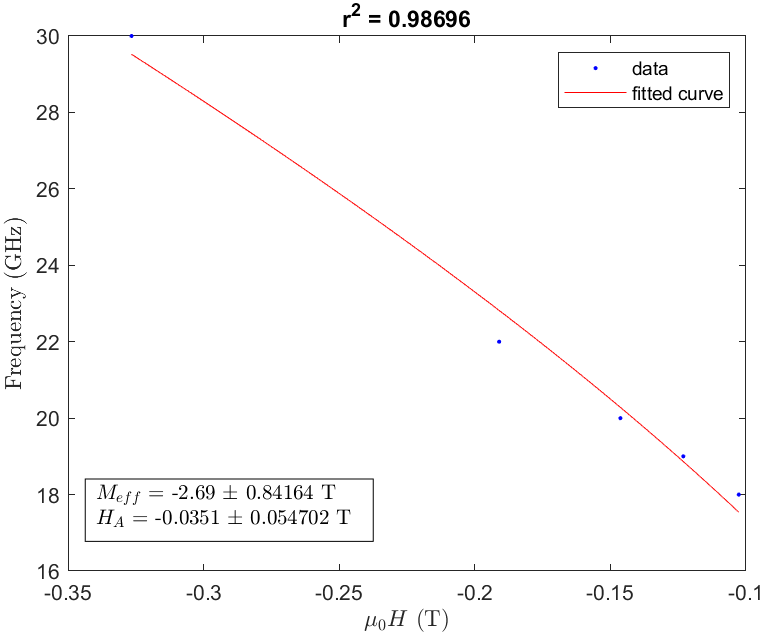 r² = 0.98696
30
data
fitted curve
28
26
24
22
20
18
16
Frequency (GHz)
M_eff = -2.69 ± 0.84164 T
H_A = -0.0351 ± 0.054702 T
-0.35 -0.3 -0.25 -0.2 -0.15 -0.1
μ₀H (T)